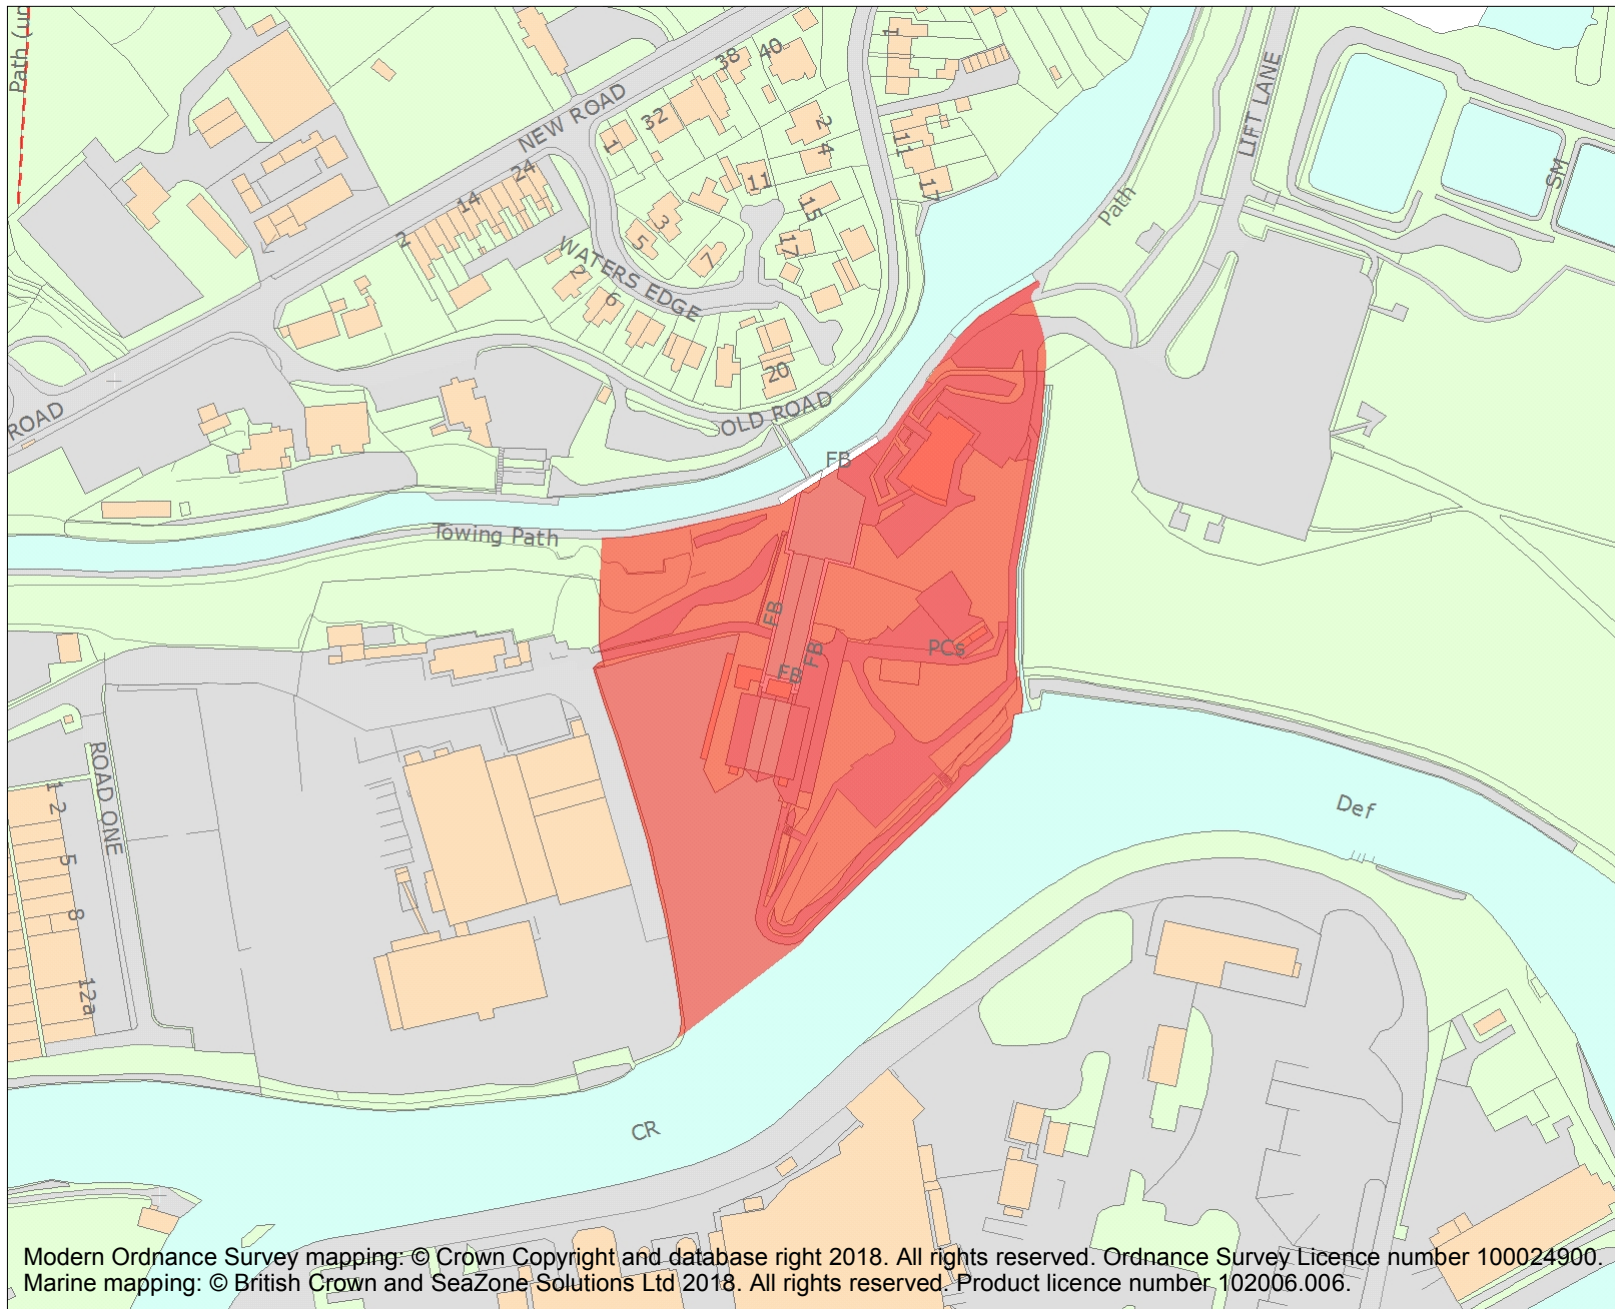 Path (un
NEW ROAD
38
40
32
1
24
14
2
1
2
4
11
15
17
3
5
7
17
11
17
WATERS EDGE
2
6
20
OLD ROAD
ROAD
LIFT LANE
Path
SM
FB
Towing Path
FB
FB
FB
PCs
ROAD ONE
1
2
5
8
12a
Def
CR
Modern Ordnance Survey mapping: © Crown Copyright and database right 2018. All rights reserved. Ordnance Survey Licence number 100024900.
Marine mapping: © British Crown and SeaZone Solutions Ltd 2018. All rights reserved. Product licence number 102006.006.